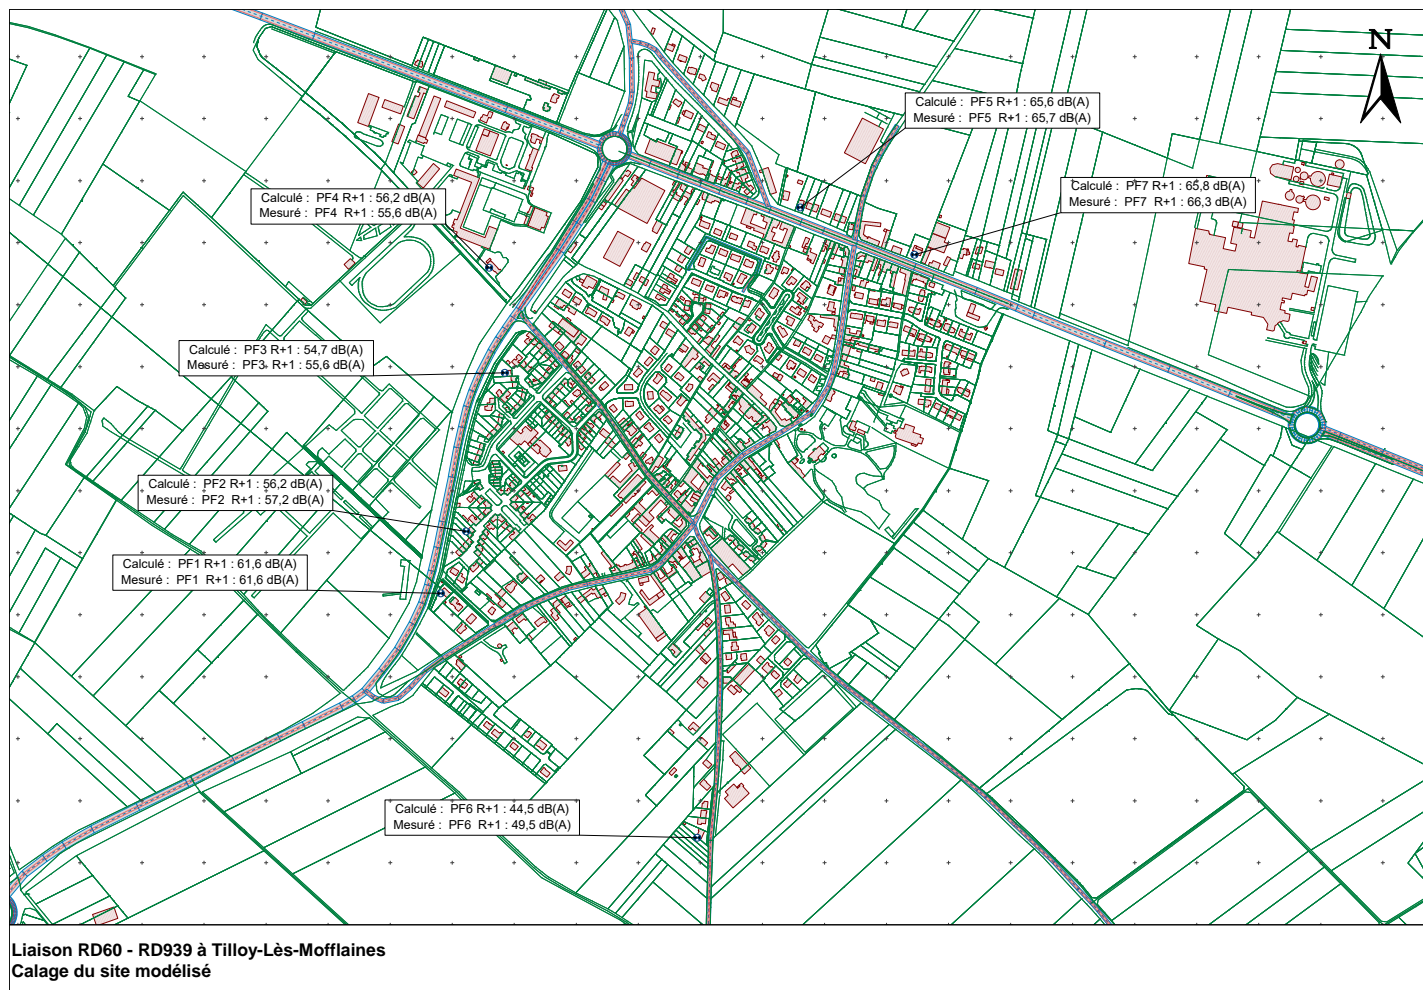 N
Calculé : PF5 R+1 : 65,6 dB(A)
Mesuré : PF5 R+1 : 65,7 dB(A)
Calculé : PF7 R+1 : 65,8 dB(A)
Mesuré : PF7 R+1 : 66,3 dB(A)
Calculé : PF4 R+1 : 56,2 dB(A)
Mesuré : PF4 R+1 : 55,6 dB(A)
Calculé : PF3 R+1 : 54,7 dB(A)
Mesuré : PF3 R+1 : 55,6 dB(A)
Calculé : PF2 R+1 : 56,2 dB(A)
Mesuré : PF2 R+1 : 57,2 dB(A)
Calculé : PF1 R+1 : 61,6 dB(A)
Mesuré : PF1 R+1 : 61,6 dB(A)
Calculé : PF6 R+1 : 44,5 dB(A)
Mesuré : PF6 R+1 : 49,5 dB(A)
Liaison RD60 - RD939 à Tilloy-Lès-Mofflaines
Calage du site modélisé